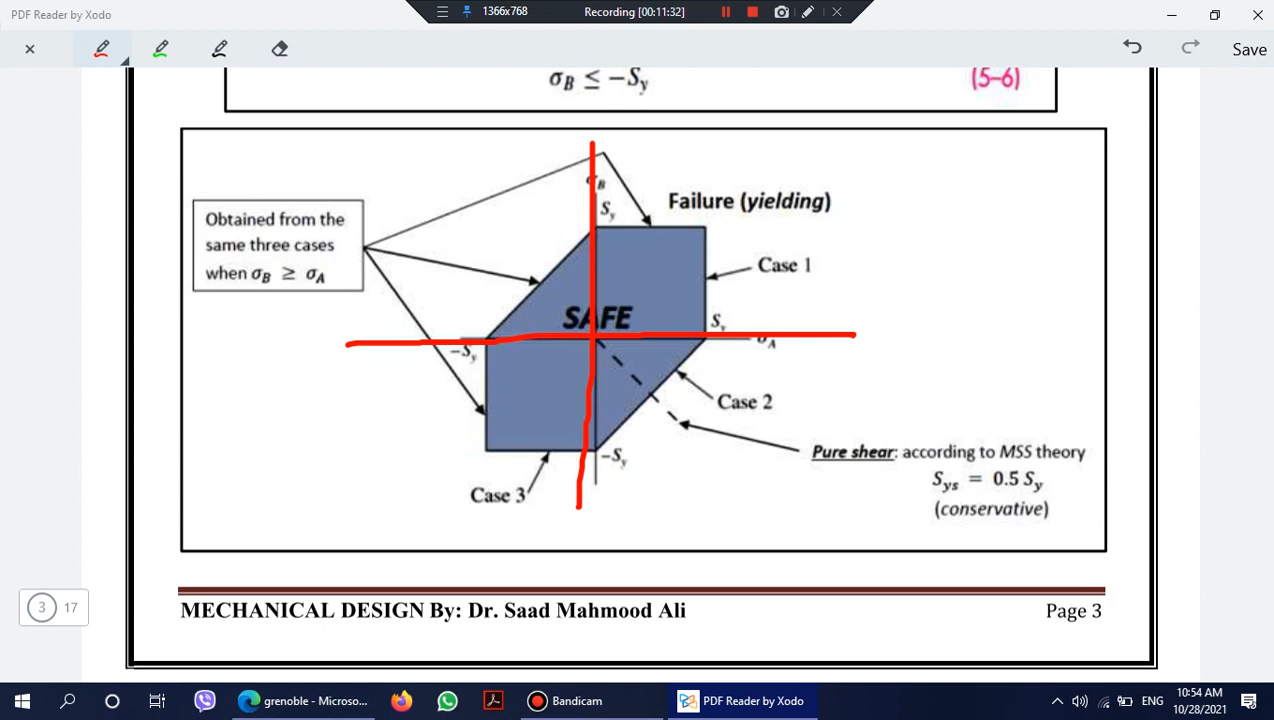 PDF Reader by Xodo
1366x768
Recording [00:11:32]
Save
σB ≤ −Sy
(5–6)
σB
Sy
Failure (yielding)
Obtained from the
same three cases
when σB ≥ σA
Case 1
SAFE
Sy
−Sy
σA
Case 2
Pure shear: according to MSS theory
Sys = 0.5 Sy
(conservative)
−Sy
Case 3
3 17
MECHANICAL DESIGN By: Dr. Saad Mahmood Ali
Page 3
grenoble - Microso...
Bandicam
PDF Reader by Xodo
ENG
10:54 AM
10/28/2021